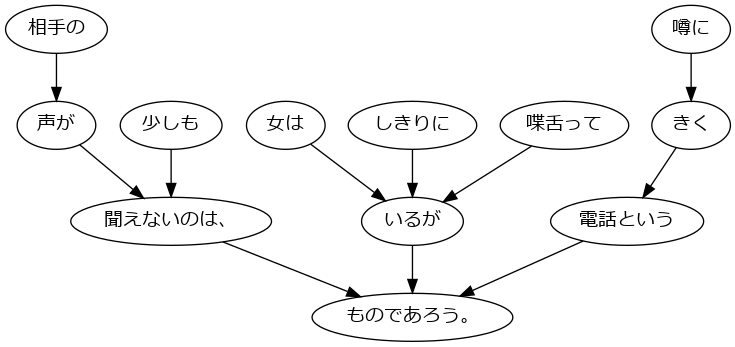 相手の
噂に
声が
少しも
女は
しきりに
喋舌って
きく
聞えないのは、
いるが
電話という
ものであろう。